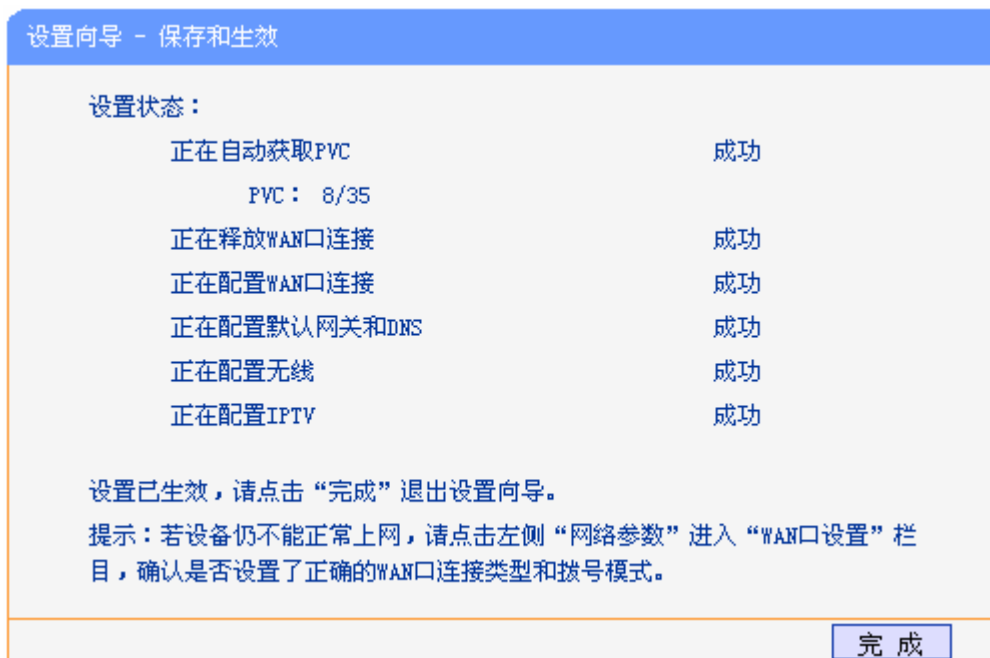 设置向导 - 保存和生效
设置状态：
正在自动获取PVC 成功
PVC： 8/35
正在释放WAN口连接 成功
正在配置WAN口连接 成功
正在配置默认网关和DNS 成功
正在配置无线 成功
正在配置IPTV 成功
设置已生效，请点击“完成”退出设置向导。
提示：若设备仍不能正常上网，请点击左侧“网络参数”进入“WAN口设置”栏
目，确认是否设置了正确的WAN口连接类型和拨号模式。
完 成